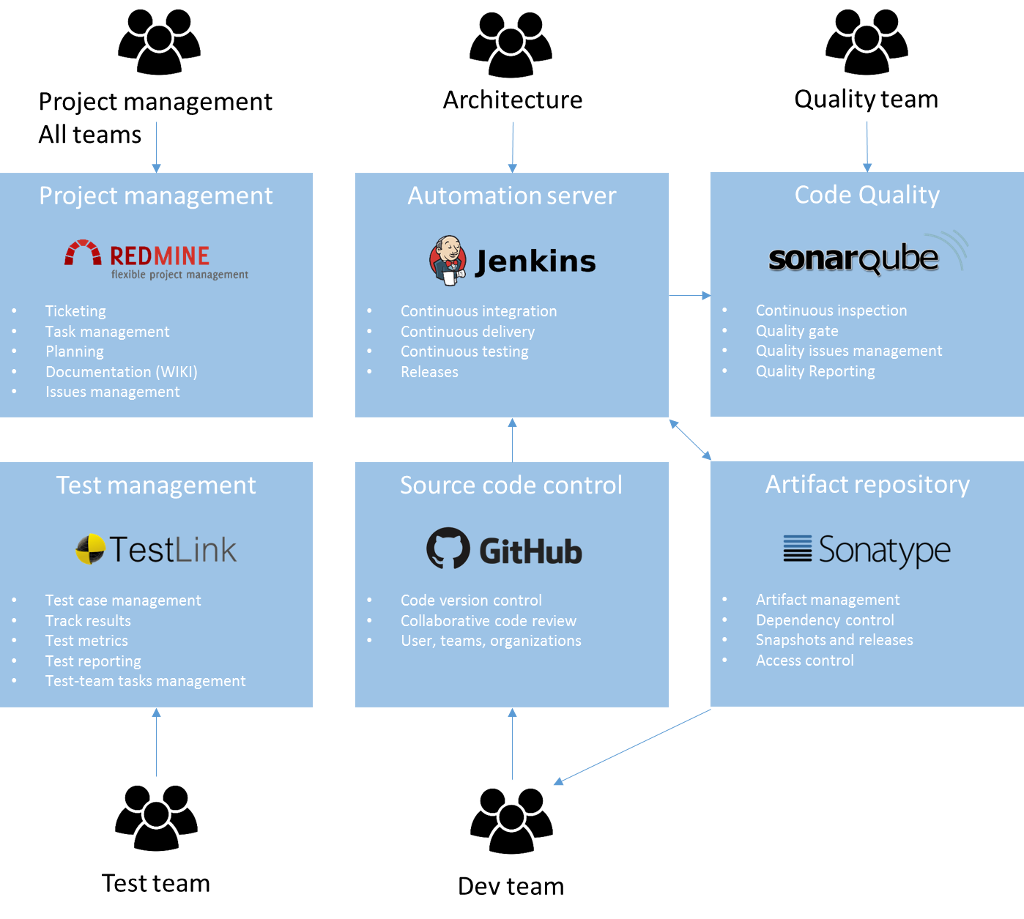 Project management
All teams
Architecture
Quality team
Project management
REDMINE
flexible project management
• Ticketing
• Task management
• Planning
• Documentation (WIKI)
• Issues management
Automation server
Jenkins
• Continuous integration
• Continuous delivery
• Continuous testing
• Releases
Code Quality
sonarqube
• Continuous inspection
• Quality gate
• Quality issues management
• Quality Reporting
Test management
TestLink
• Test case management
• Track results
• Test metrics
• Test reporting
• Test-team tasks management
Source code control
GitHub
• Code version control
• Collaborative code review
• User, teams, organizations
Artifact repository
Sonatype
• Artifact management
• Dependency control
• Snapshots and releases
• Access control
Test team
Dev team